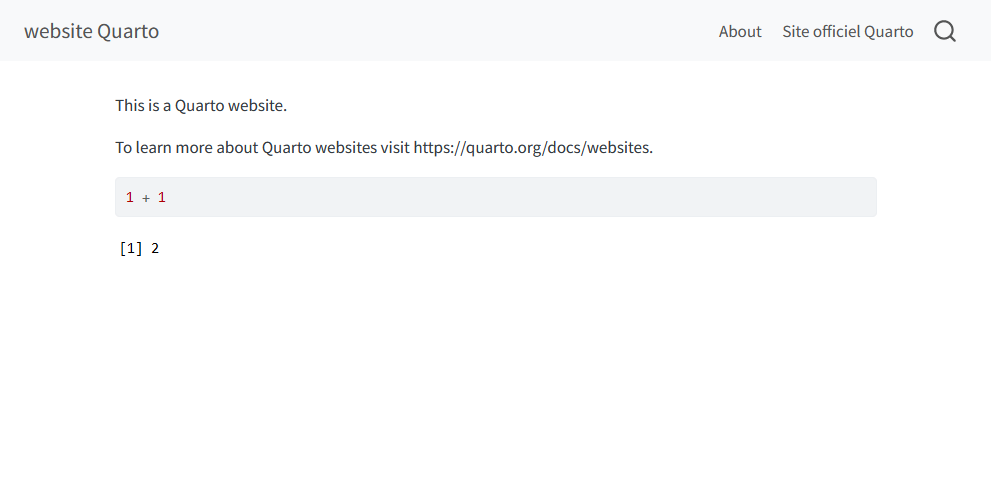 website Quarto
About
Site officiel Quarto
This is a Quarto website.
To learn more about Quarto websites visit https://quarto.org/docs/websites.
1 + 1
[1] 2